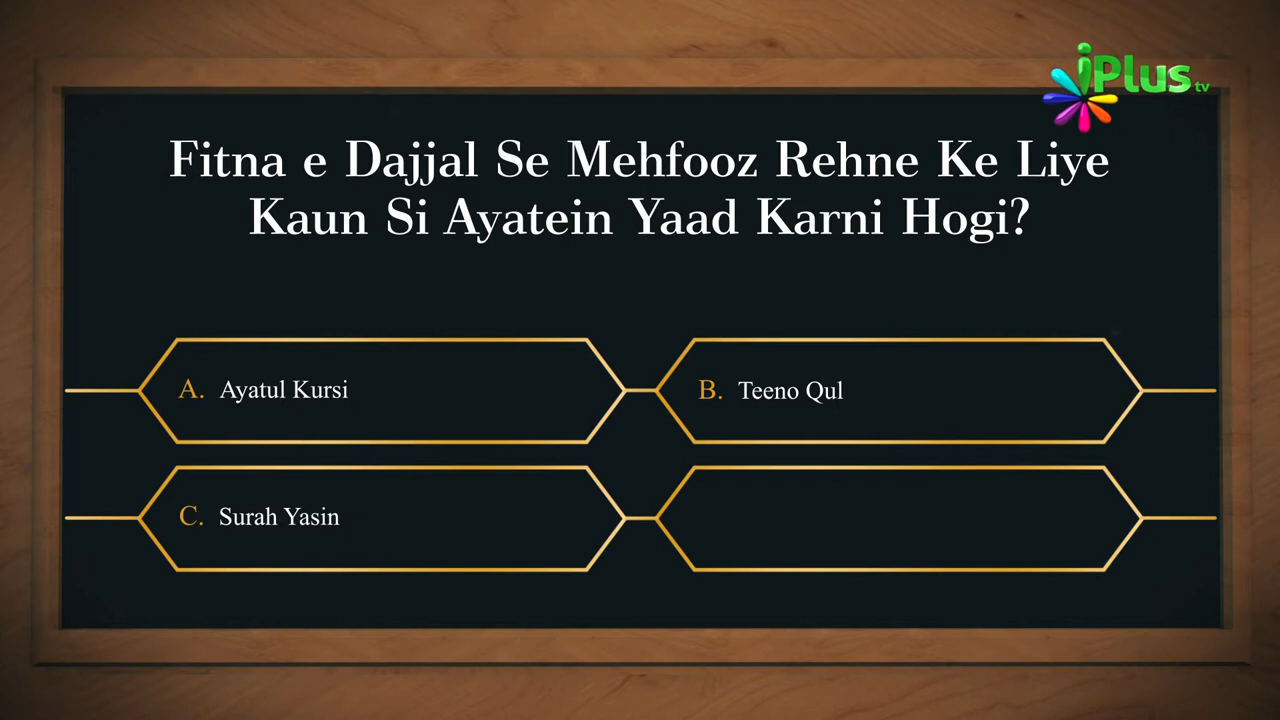 iPlus tv
Fitna e Dajjal Se Mehfooz Rehne Ke Liye
Kaun Si Ayatein Yaad Karni Hogi?
A. Ayatul Kursi
B. Teeno Qul
C. Surah Yasin